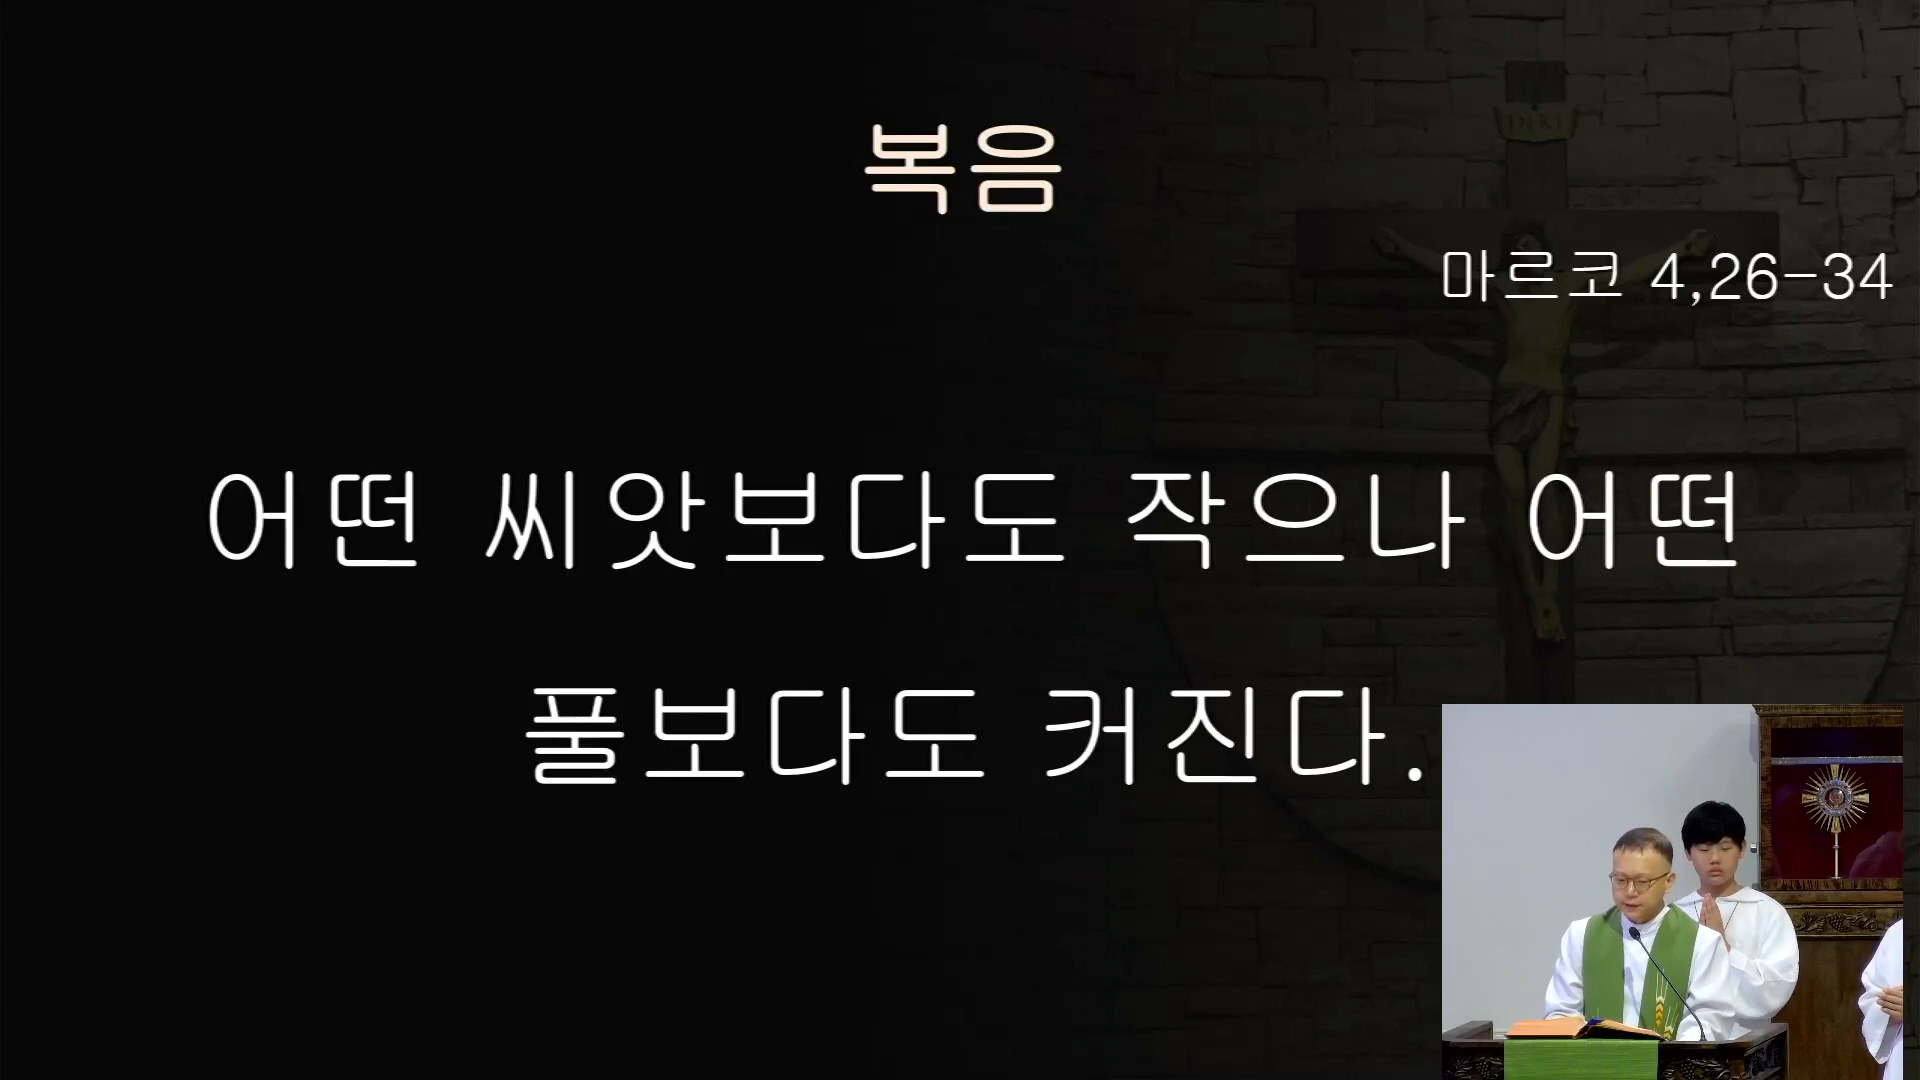 복음
마르코 4,26-34
어떤 씨앗보다도 작으나 어떤
풀보다도 커진다.
INRI